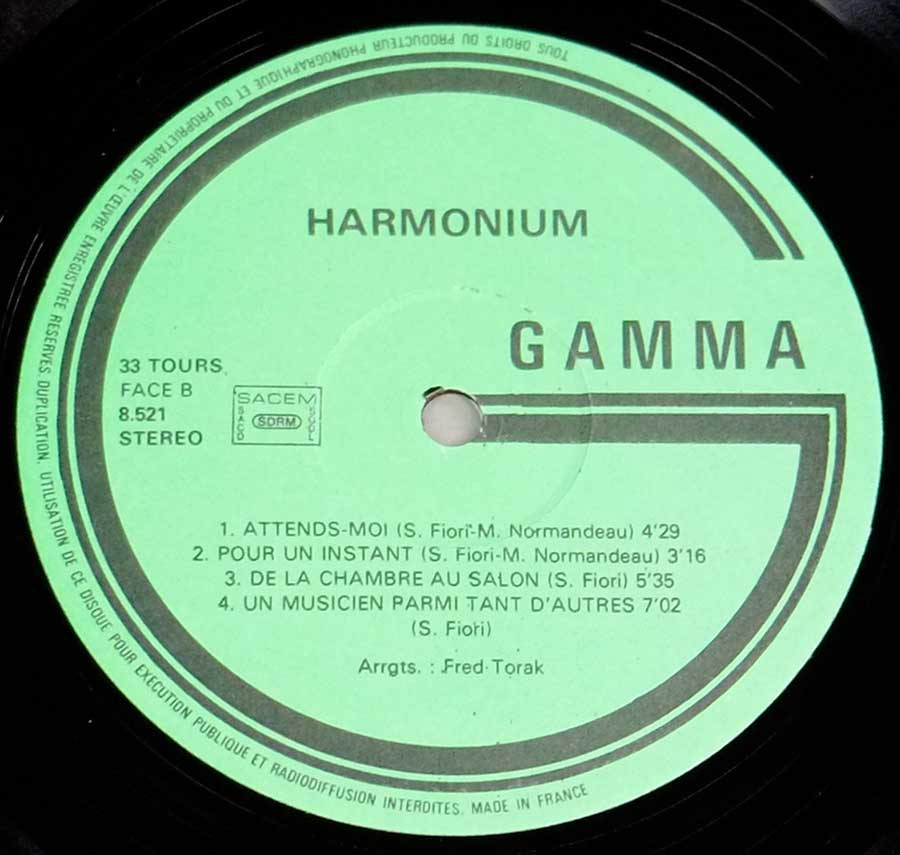 HARMONIUM
GAMMA
33 TOURS
FACE B
8.521
STEREO
SACEM
SACD
SDRM
SGDL
1. ATTENDS-MOI (S. Fiori-M. Normandeau) 4'29
2. POUR UN INSTANT (S. Fiori-M. Normandeau) 3'16
3. DE LA CHAMBRE AU SALON (S. Fiori) 5'35
4. UN MUSICIEN PARMI TANT D'AUTRES 7'02
(S. Fiori)
Arrgts. : Fred Torak
TOUS DROITS DU PRODUCTEUR PHONOGRAPHIQUE ET DU PROPRIETAIRE DE L'ŒUVRE ENREGISTREE RESERVES. DUPLICATION, UTILISATION DE CE DISQUE POUR EXECUTION PUBLIQUE ET RADIODIFFUSION INTERDITES. MADE IN FRANCE